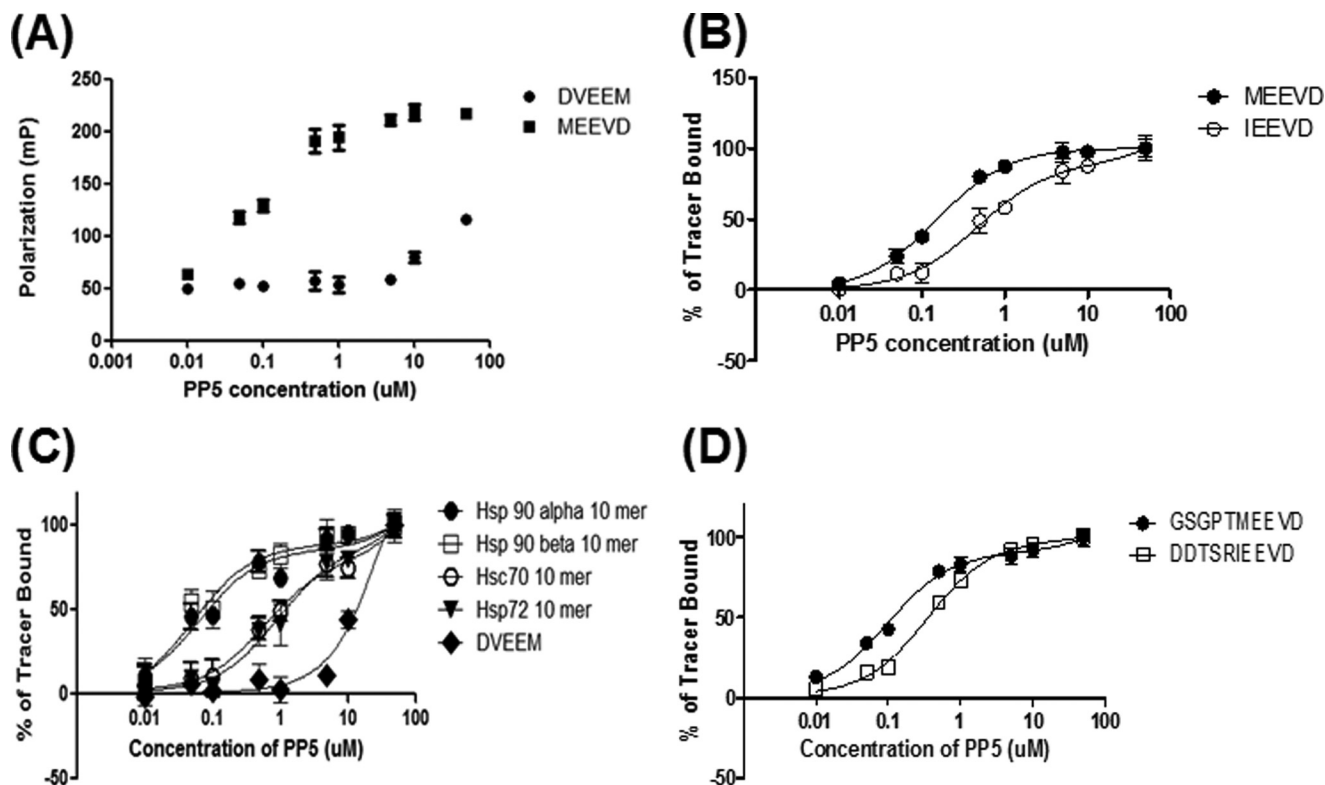 (A)
Polarization (mP)
250
200
150
100
50
0
0.001
0.01
0.1
1
10
100
PP5 concentration (uM)
DVEEM
MEEVD
(B)
% of Tracer Bound
150
100
50
0
-50
0.01
0.1
1
10
100
PP5 concentration (uM)
MEEVD
IEEVD
(C)
% of Tracer Bound
100
50
0
-50
0.01
0.1
1
10
100
Concentration of PP5 (uM)
Hsp 90 alpha 10 mer
Hsp 90 beta 10 mer
Hsc70 10 mer
Hsp72 10 mer
DVEEM
(D)
% of Tracer Bound
100
50
0
-50
0.01
0.1
1
10
100
Concentration of PP5 (uM)
GSGPTMEEVD
DDTSRIEEVD